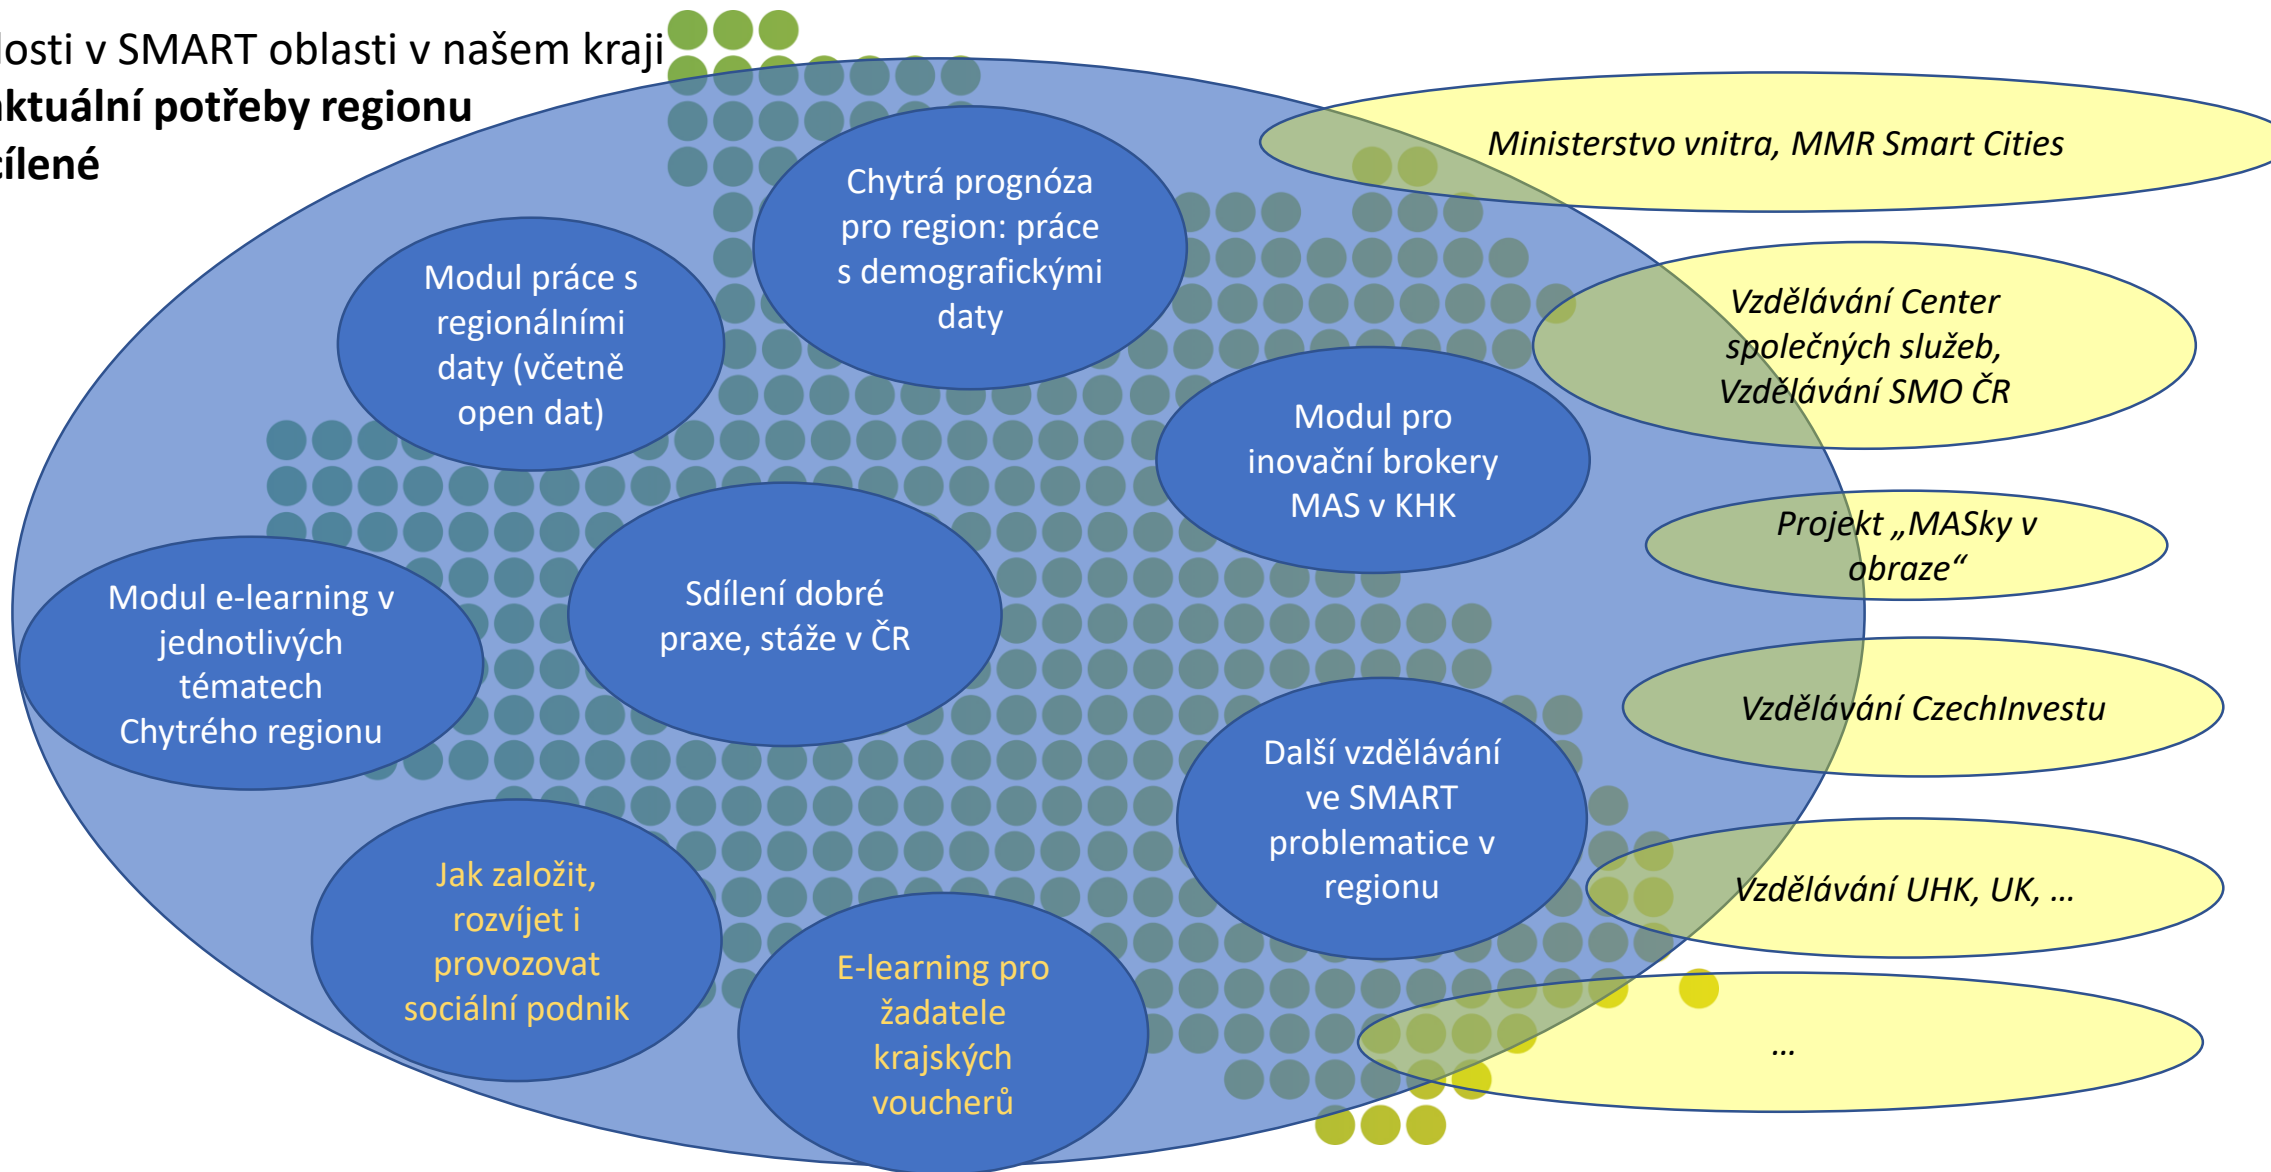 losti v SMART oblasti v našem kraji
aktuální potřeby regionu
cílené
Chytrá prognóza
pro region: práce
s demografickými
daty
Modul práce s
regionálními
daty (včetně
open dat)
Modul pro
inovační brokery
MAS v KHK
Modul e-learning v
jednotlivých
tématech
Chytrého regionu
Sdílení dobré
praxe, stáže v ČR
Další vzdělávání
ve SMART
problematice v
regionu
Jak založit,
rozvíjet i
provozovat
sociální podnik
E-learning pro
žadatele
krajských
voucherů
Ministerstvo vnitra, MMR Smart Cities
Vzdělávání Center
společných služeb,
Vzdělávání SMO ČR
Projekt „MASky v
obraze“
Vzdělávání CzechInvestu
Vzdělávání UHK, UK, …
…